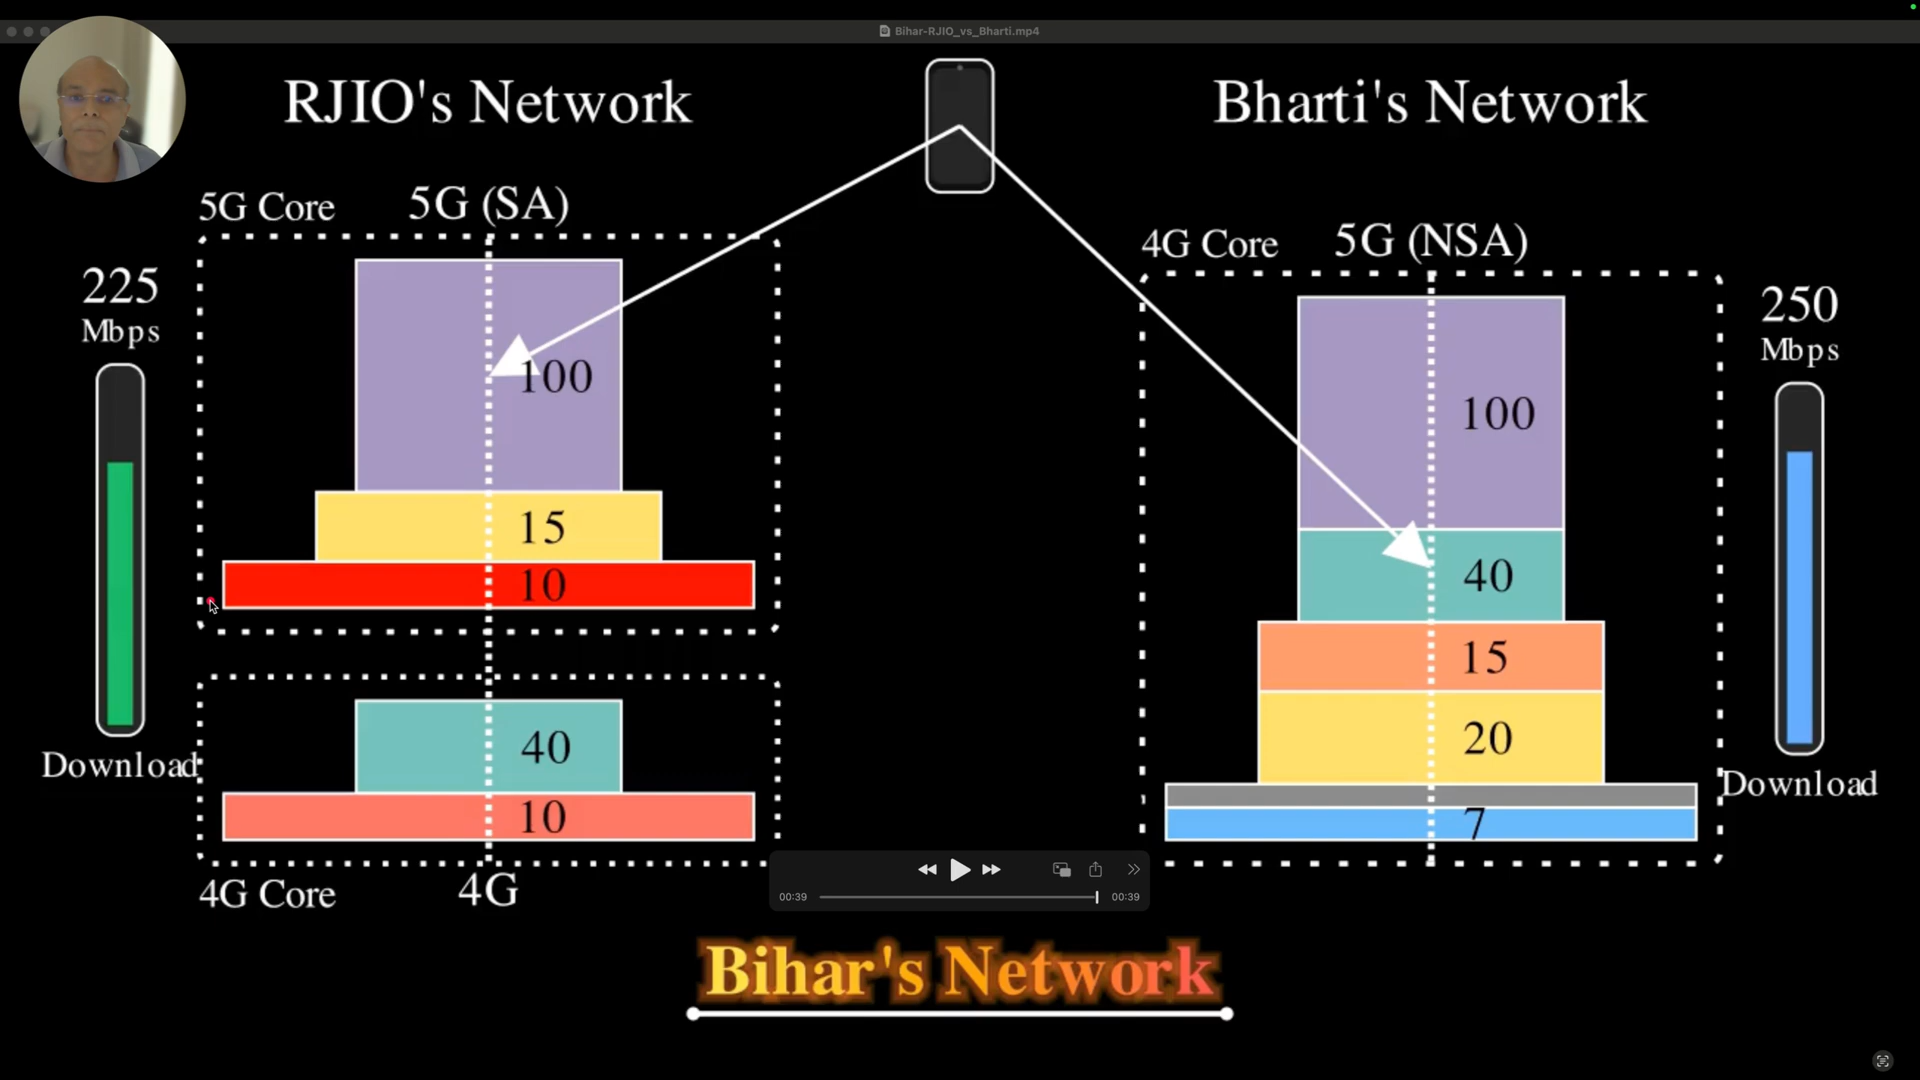 Bihar-RJIO_vs_Bharti.mp4
RJIO's Network
Bharti's Network
5G Core
5G (SA)
4G Core
5G (NSA)
225
Mbps
250
Mbps
100
15
10
100
40
15
20
7
40
10
Download
Download
4G Core
4G
00:39
00:39
Bihar's Network